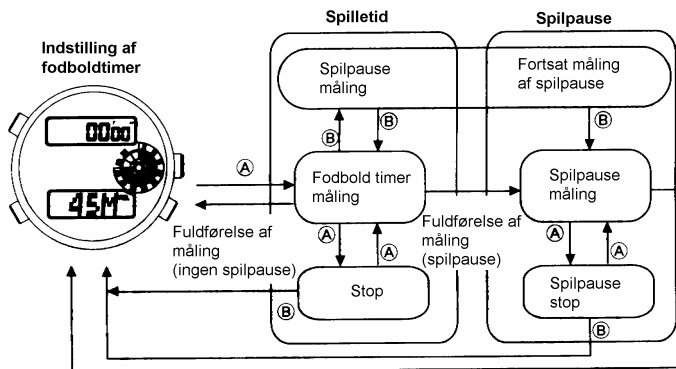 Spilletid
Spilpause
Indstilling af
fodboldtimer
Spilpause
måling
Fortsat måling
af spilpause
00'00"
45M
A
B
B
B
Fodbold timer
måling
Spilpause
måling
Fuldførelse af
måling
(ingen spilpause)
A
A
Fuldførelse af
måling
(spilpause)
A
A
Stop
B
Spilpause
stop
B